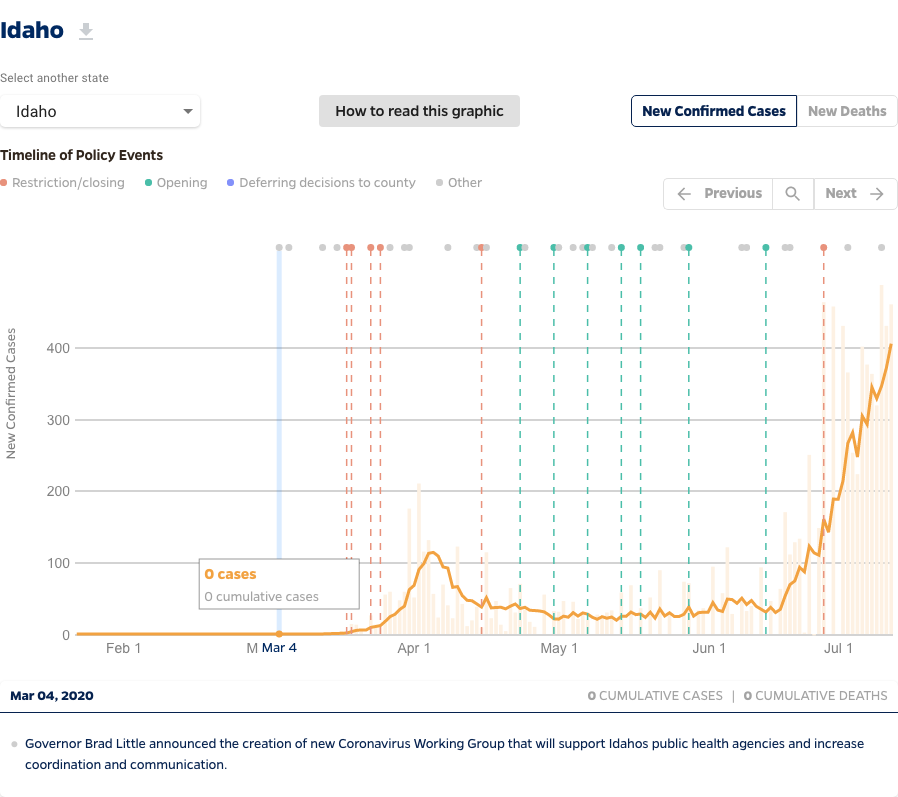 Idaho
Select another state
Idaho
How to read this graphic
New Confirmed Cases
New Deaths
Timeline of Policy Events
Restriction/closing
Opening
Deferring decisions to county
Other
Previous
Next
New Confirmed Cases
400
300
200
100
0
0 cases
0 cumulative cases
Feb 1
M Mar 4
Apr 1
May 1
Jun 1
Jul 1
Mar 04, 2020
0 CUMULATIVE CASES | 0 CUMULATIVE DEATHS
Governor Brad Little announced the creation of new Coronavirus Working Group that will support Idahos public health agencies and increase
coordination and communication.